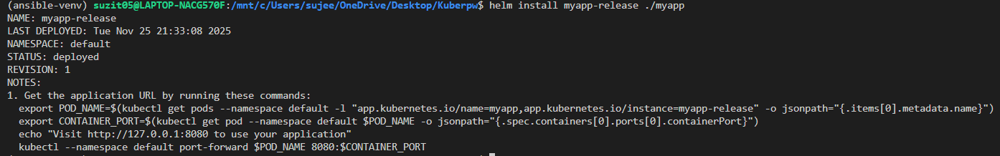 (ansible-venv) suzit05@LAPTOP-NACG570F:/mnt/c/Users/sujee/OneDrive/Desktop/Kuberpw$ helm install myapp-release ./myapp
NAME: myapp-release
LAST DEPLOYED: Tue Nov 25 21:33:08 2025
NAMESPACE: default
STATUS: deployed
REVISION: 1
NOTES:
1. Get the application URL by running these commands:
  export POD_NAME=$(kubectl get pods --namespace default -l "app.kubernetes.io/name=myapp,app.kubernetes.io/instance=myapp-release" -o jsonpath="{.items[0].metadata.name}")
  export CONTAINER_PORT=$(kubectl get pod --namespace default $POD_NAME -o jsonpath="{.spec.containers[0].ports[0].containerPort}")
  echo "Visit http://127.0.0.1:8080 to use your application"
  kubectl --namespace default port-forward $POD_NAME 8080:$CONTAINER_PORT